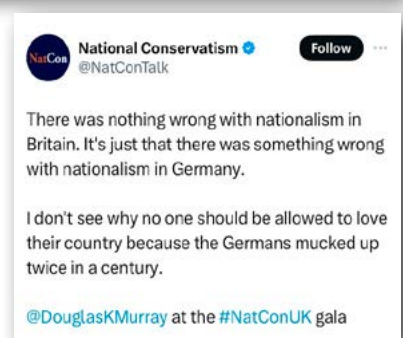 NatCon
National Conservatism
@NatConTalk
Follow
There was nothing wrong with nationalism in
Britain. It's just that there was something wrong
with nationalism in Germany.
I don't see why no one should be allowed to love
their country because the Germans mucked up
twice in a century.
@DouglasKMurray at the #NatConUK gala